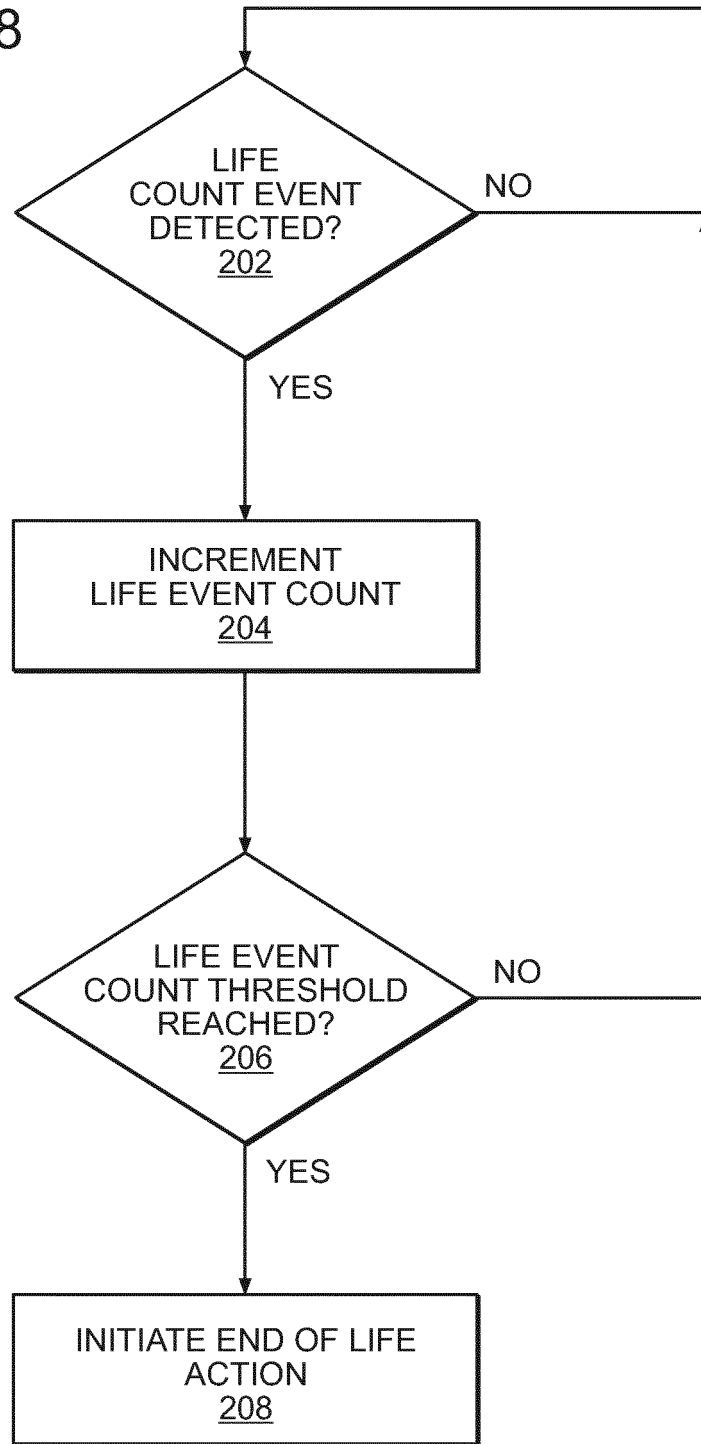 8
LIFE
COUNT EVENT
DETECTED?
202
NO
YES
INCREMENT
LIFE EVENT COUNT
204
LIFE EVENT
COUNT THRESHOLD
REACHED?
206
NO
YES
INITIATE END OF LIFE
ACTION
208